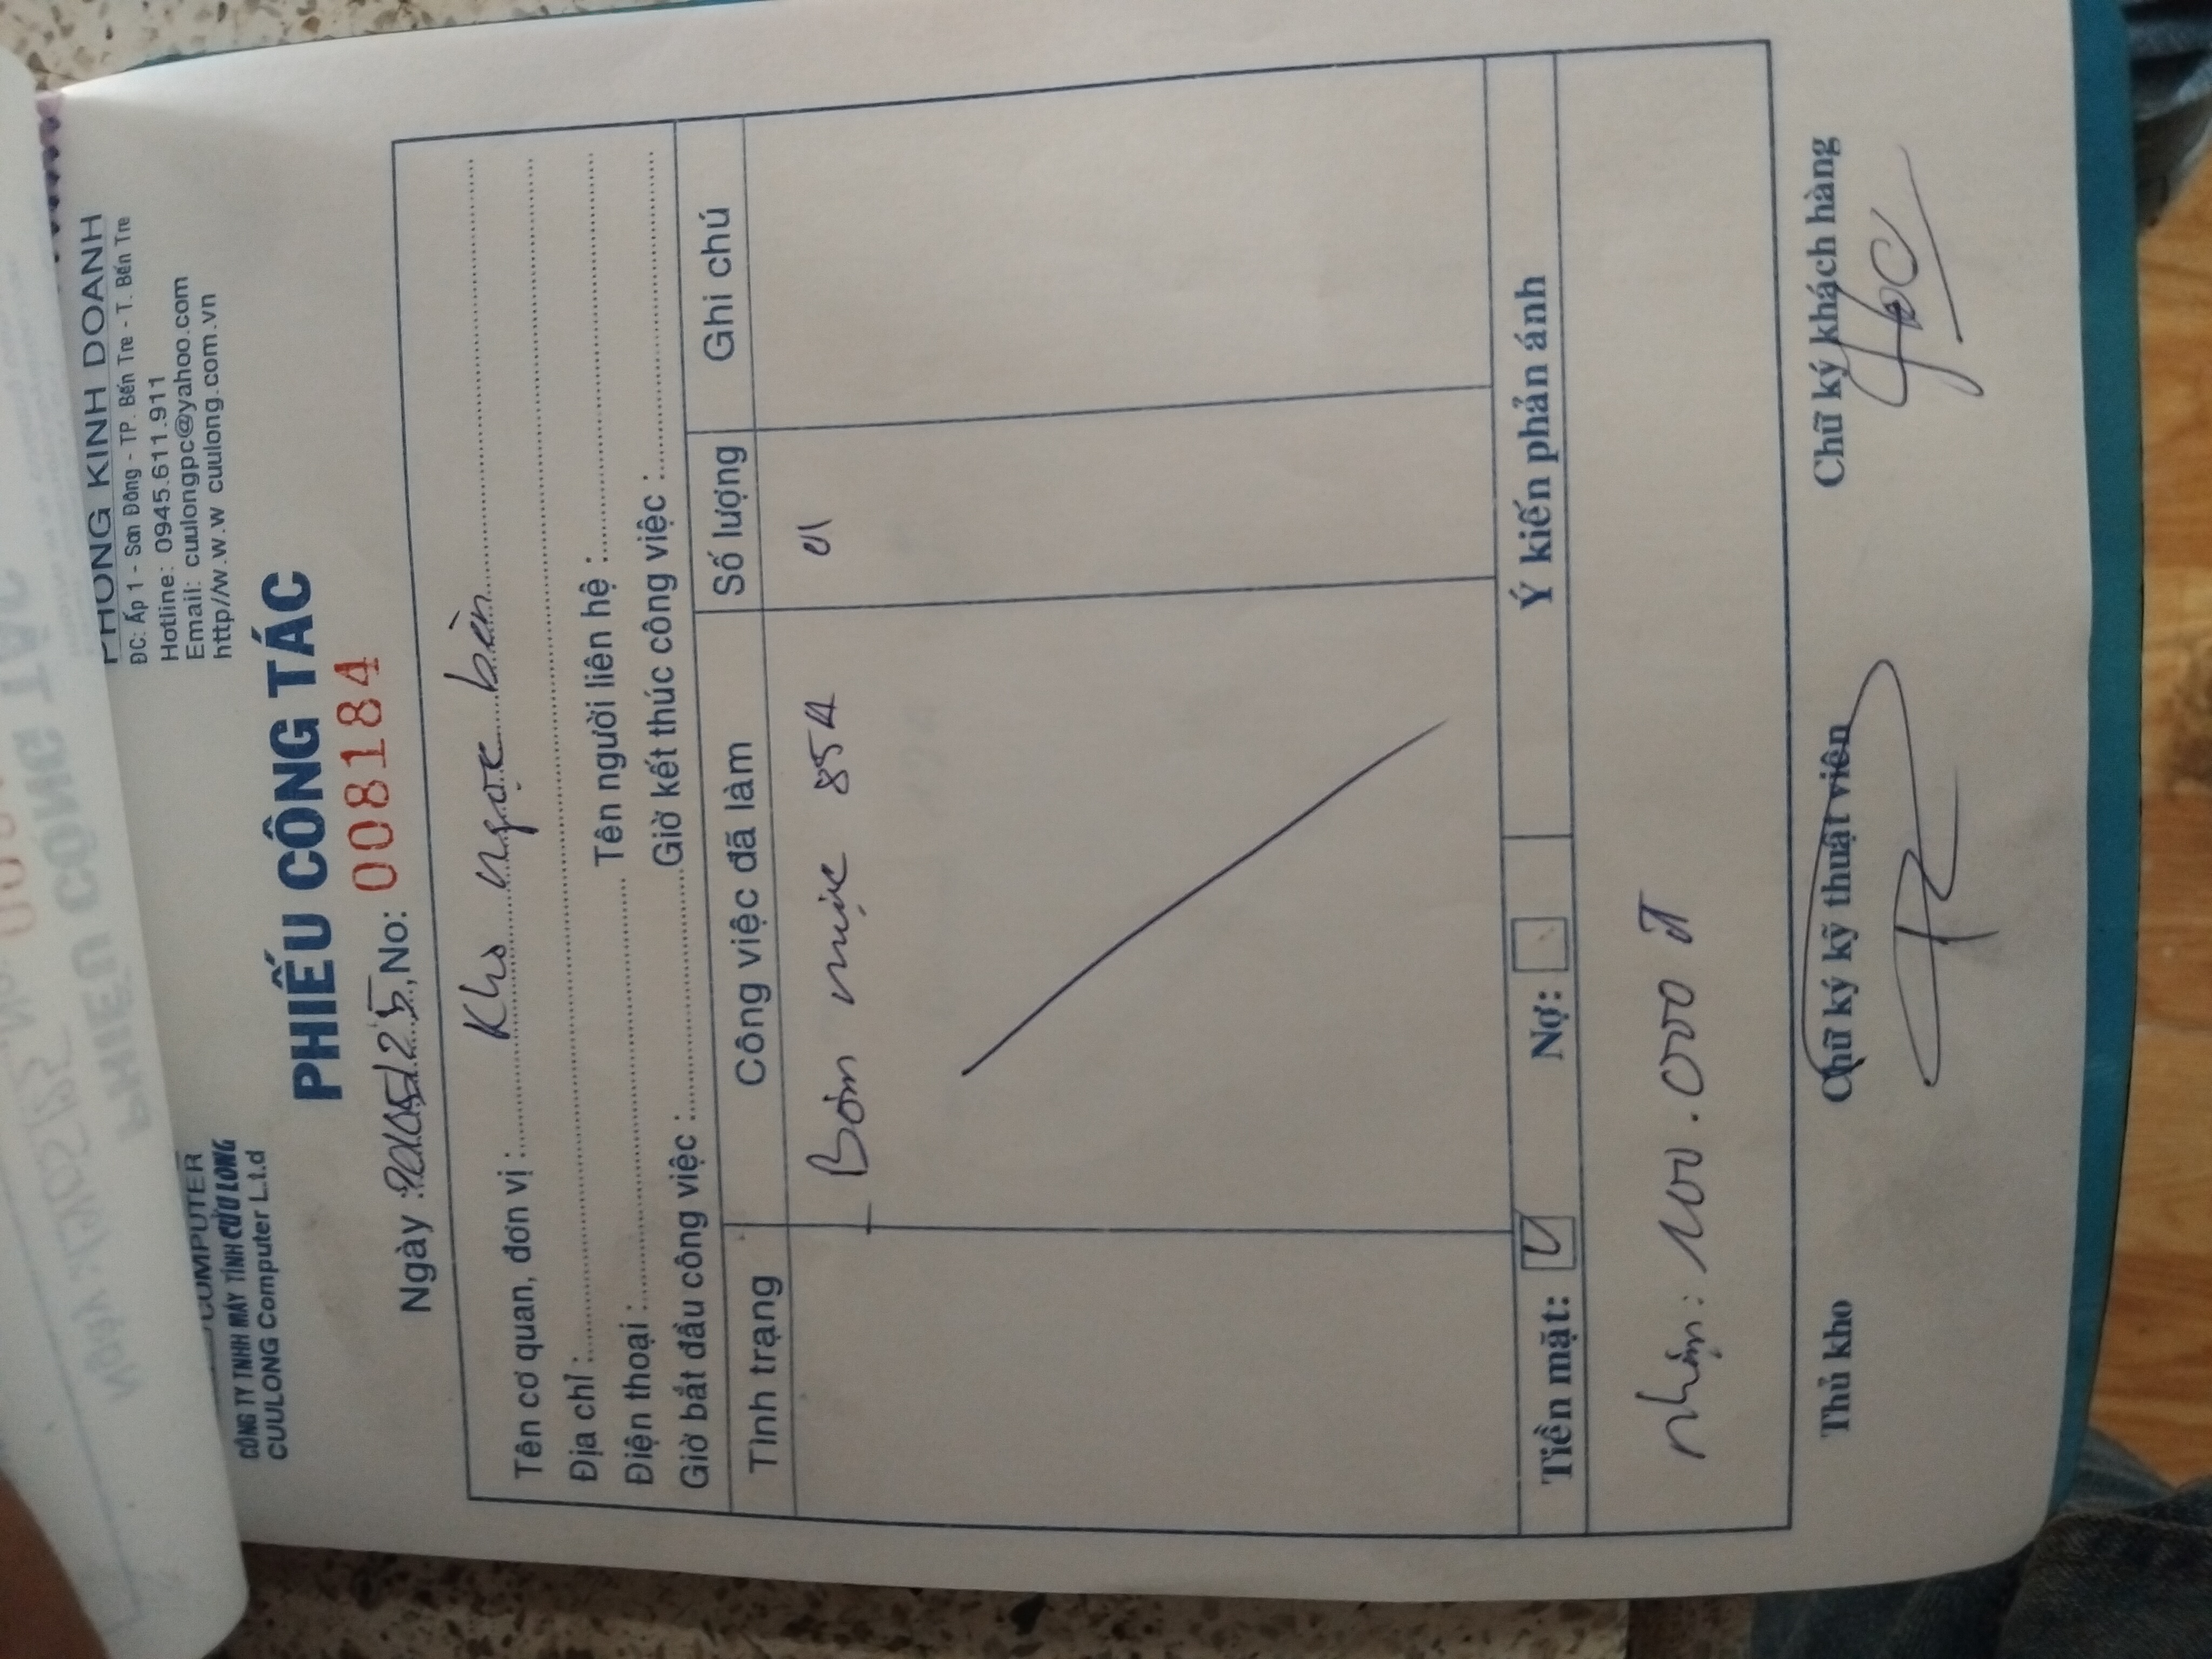 COMPUTER
CÔNG TY TNHH MÁY TÍNH CỬU LONG
CUULONG Computer L.t.d
PHÒNG KINH DOANH
ĐC: Ấp 1 - Sơn Đông - TP. Bến Tre - T. Bến Tre
Hotline: 0945.611.911
Email: cuulongpc@yahoo.com
http//w.w.w cuulong.com.vn
PHIẾU CÔNG TÁC
Ngày 20/05/25, No: 008184
Tên cơ quan, đơn vị: Kho ngọc bền
Địa chỉ:
Điện thoại: Tên người liên hệ:
Giờ bắt đầu công việc: Giờ kết thúc công việc:
Tình trạng Công việc đã làm Số lượng Ghi chú
- Bơm mực 85A 01
Tiền mặt: Nợ: Ý kiến phản ánh
nhận: 100.000 đ
Thủ kho Chữ ký kỹ thuật viên Chữ ký khách hàng